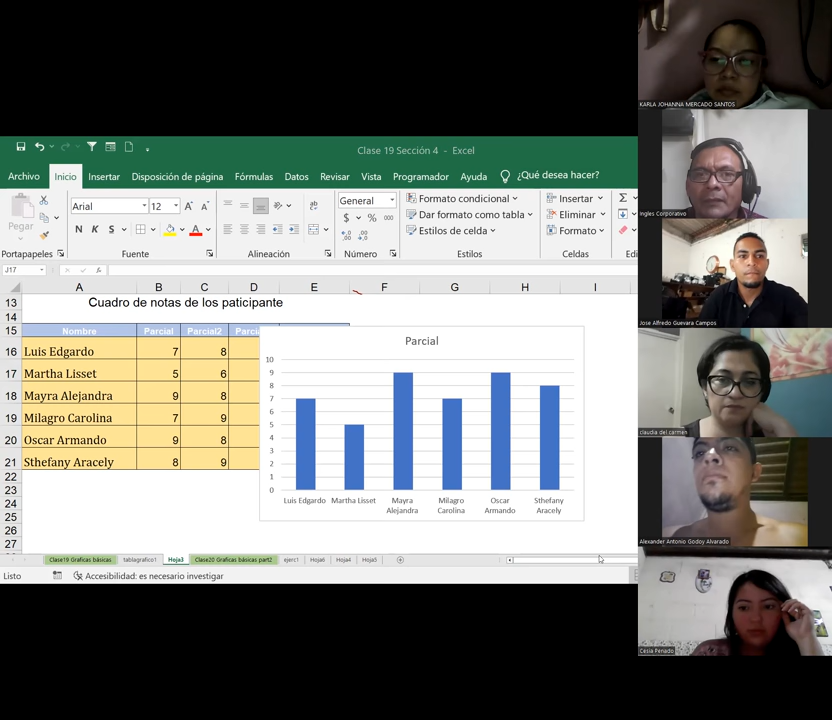 Clase 19 Sección 4 - Excel
Archivo Inicio Insertar Disposición de página Fórmulas Datos Revisar Vista Programador Ayuda ¿Qué desea hacer?
Pegar
Arial 12
N K S
General
$ % 000
Formato condicional
Dar formato como tabla
Estilos de celda
Insertar
Eliminar
Formato
Portapapeles Fuente Alineación Número Estilos Celdas
J17
A B C D E F G H I
13 Cuadro de notas de los paticipante
14
15 Nombre Parcial Parcial2
16 Luis Edgardo 7 8
17 Martha Lisset 5 6
18 Mayra Alejandra 9 8
19 Milagro Carolina 7 9
20 Oscar Armando 9 8
21 Sthefany Aracely 8 9
22
23
24
25
26
27
Parcial
10
9
8
7
6
5
4
3
2
1
0
Luis Edgardo Martha Lisset Mayra Alejandra Milagro Carolina Oscar Armando Sthefany Aracely
Clase19 Graficas básicas tablagrafico1 Hoja3 Clase20 Graficas básicas part2 ejerc1 Hoja6 Hoja4 Hoja5
Listo Accesibilidad: es necesario investigar
KARLA JOHANNA MERCADO SANTOS
Ingles Corporativo
Jose Alfredo Guevara Campos
claudia del carmen
Alexander Antonio Godoy Alvarado
Cesia Penado